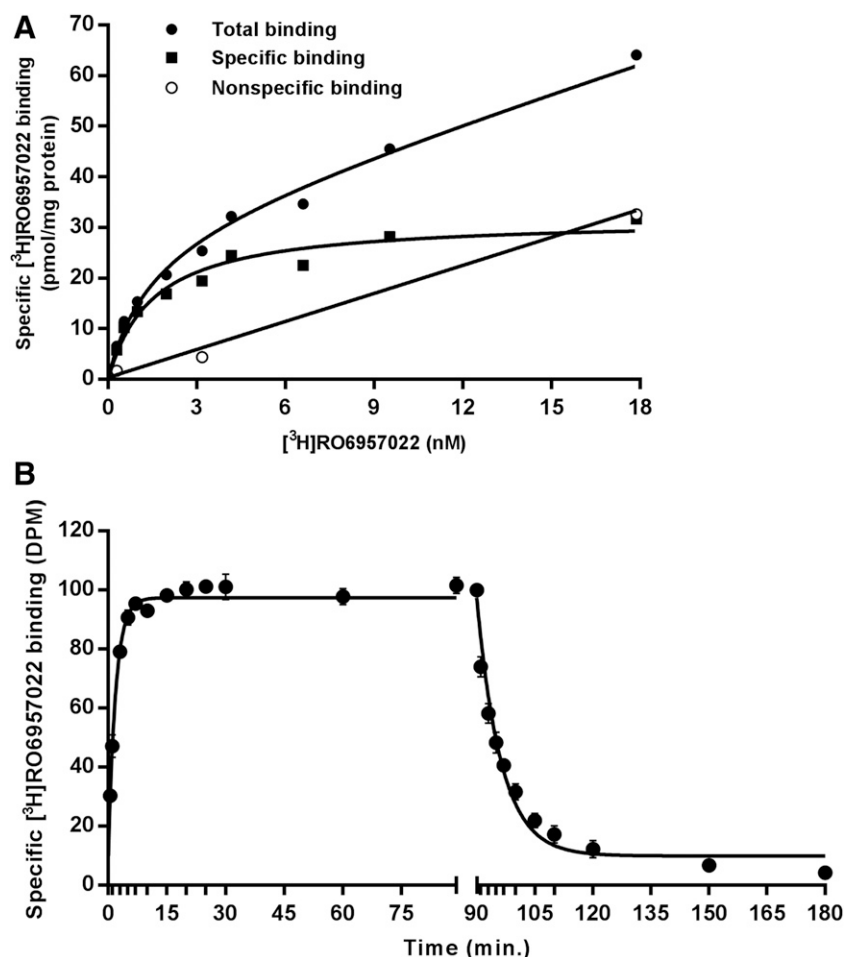 A
Specific [³H]RO6957022 binding
(pmol/mg protein)
70
60
50
40
30
20
10
0
Total binding
Specific binding
Nonspecific binding
0 3 6 9 12 15 18
[³H]RO6957022 (nM)
B
Specific [³H]RO6957022 binding (DPM)
120
100
80
60
40
20
0
0 15 30 45 60 75 90 105 120 135 150 165 180
Time (min.)